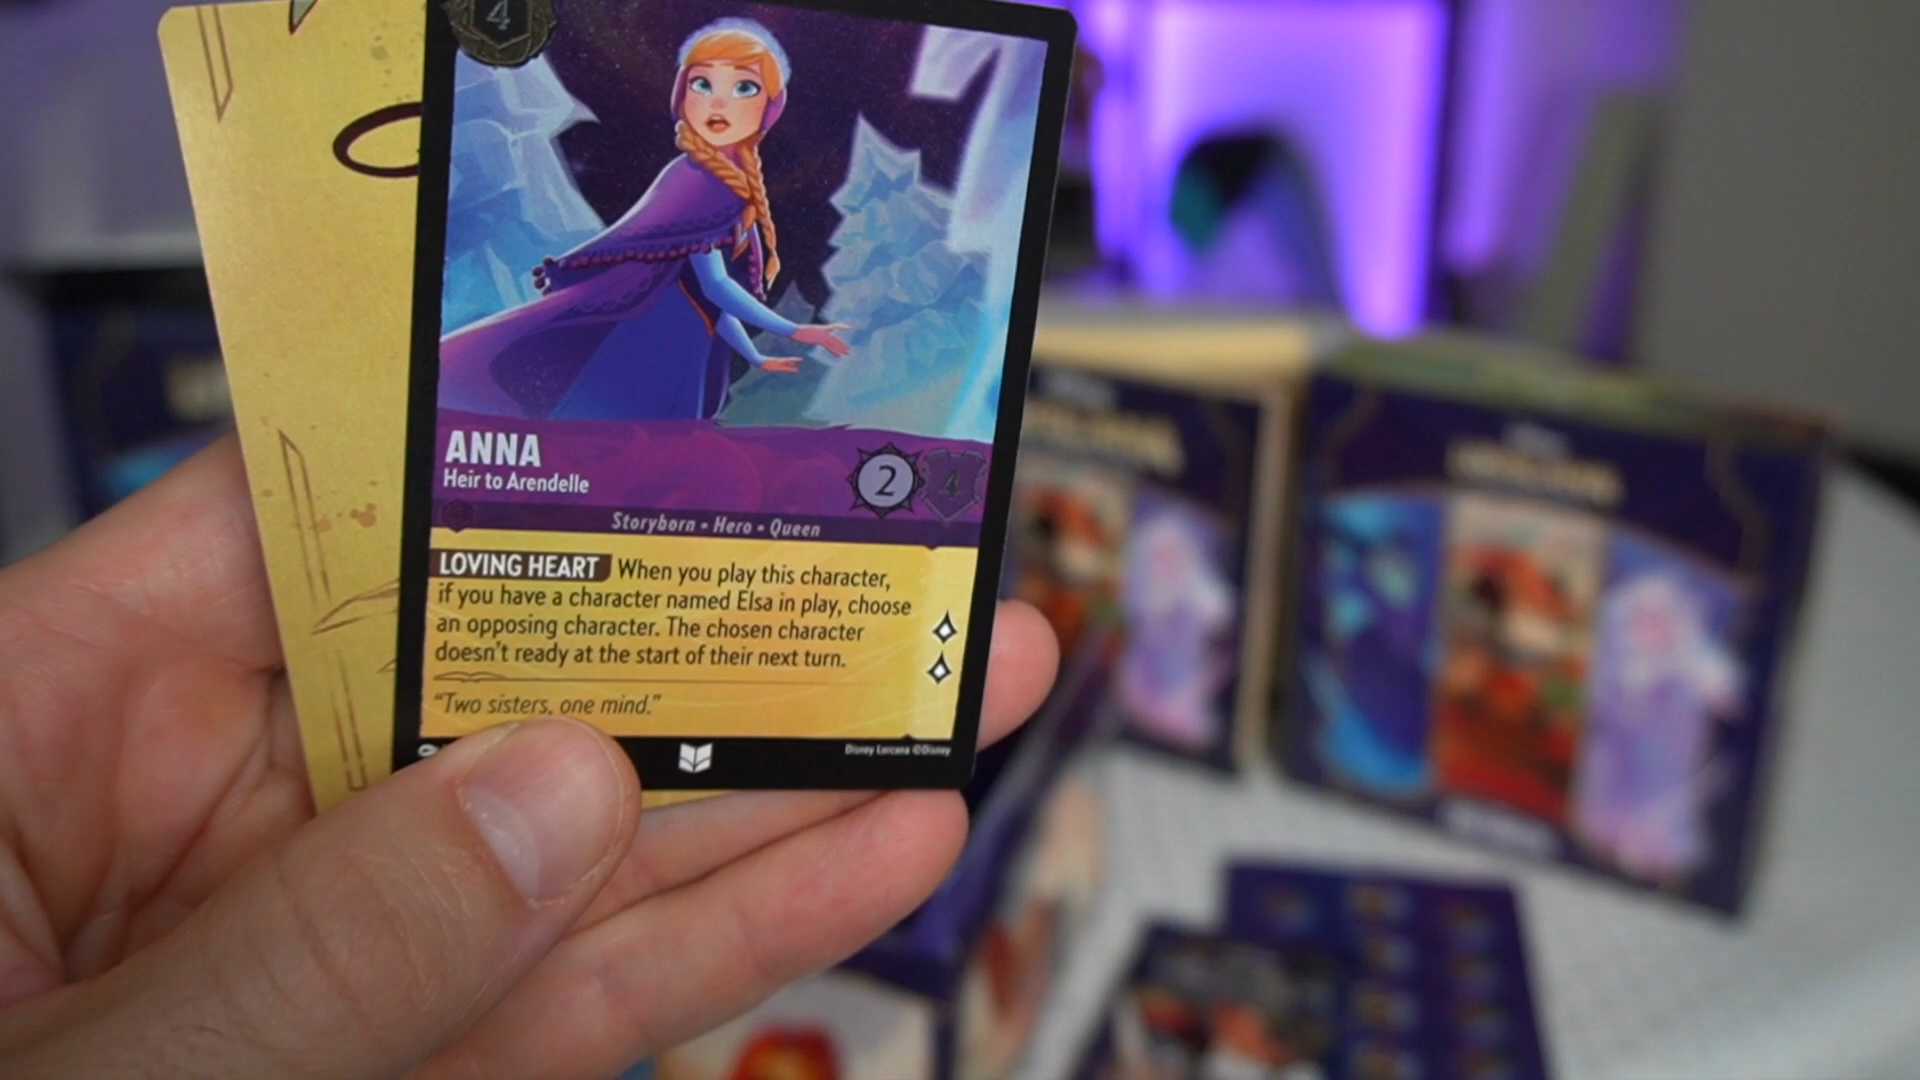 4
ANNA
Heir to Arendelle
2 4
Storyborn • Hero • Queen
LOVING HEART When you play this character,
if you have a character named Elsa in play, choose
an opposing character. The chosen character
doesn't ready at the start of their next turn.
“Two sisters, one mind.”
Disney Lorcana ©Disney